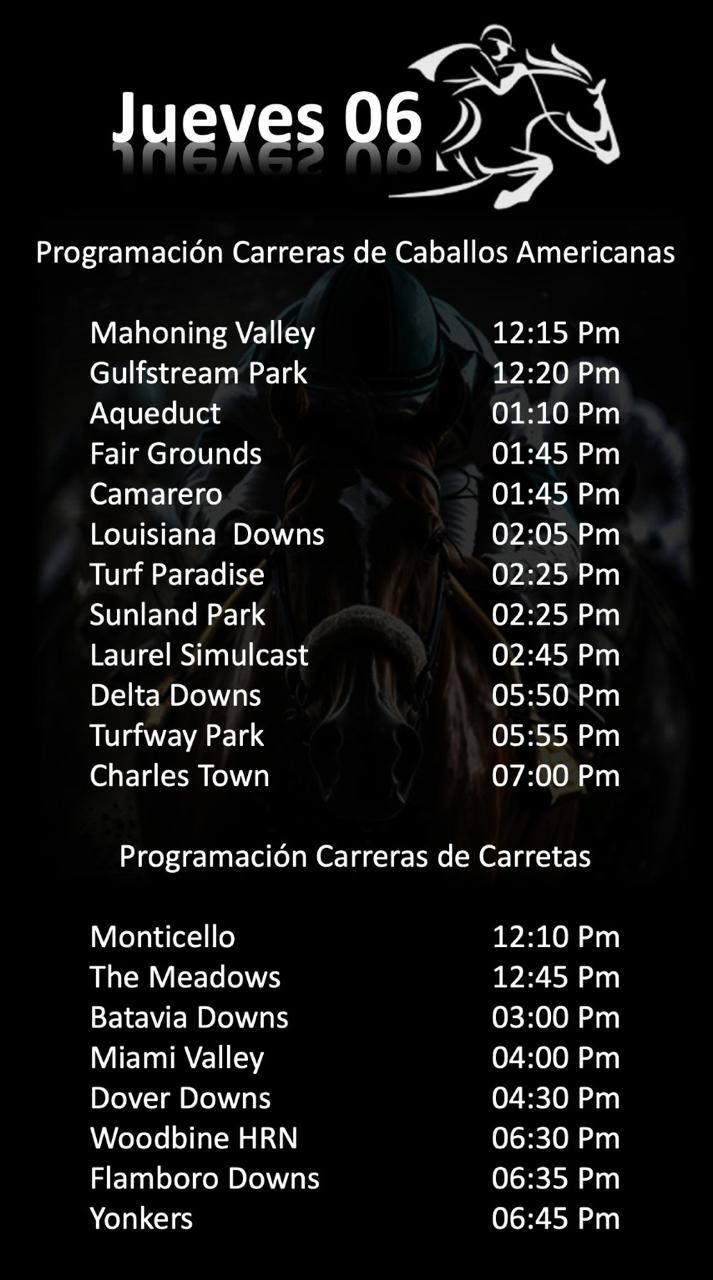 Jueves 06
Programación Carreras de Caballos Americanas
Mahoning Valley 12:15 Pm
Gulfstream Park 12:20 Pm
Aqueduct 01:10 Pm
Fair Grounds 01:45 Pm
Camarero 01:45 Pm
Louisiana  Downs 02:05 Pm
Turf Paradise 02:25 Pm
Sunland Park 02:25 Pm
Laurel Simulcast 02:45 Pm
Delta Downs 05:50 Pm
Turfway Park 05:55 Pm
Charles Town 07:00 Pm
Programación Carreras de Carretas
Monticello 12:10 Pm
The Meadows 12:45 Pm
Batavia Downs 03:00 Pm
Miami Valley 04:00 Pm
Dover Downs 04:30 Pm
Woodbine HRN 06:30 Pm
Flamboro Downs 06:35 Pm
Yonkers 06:45 Pm